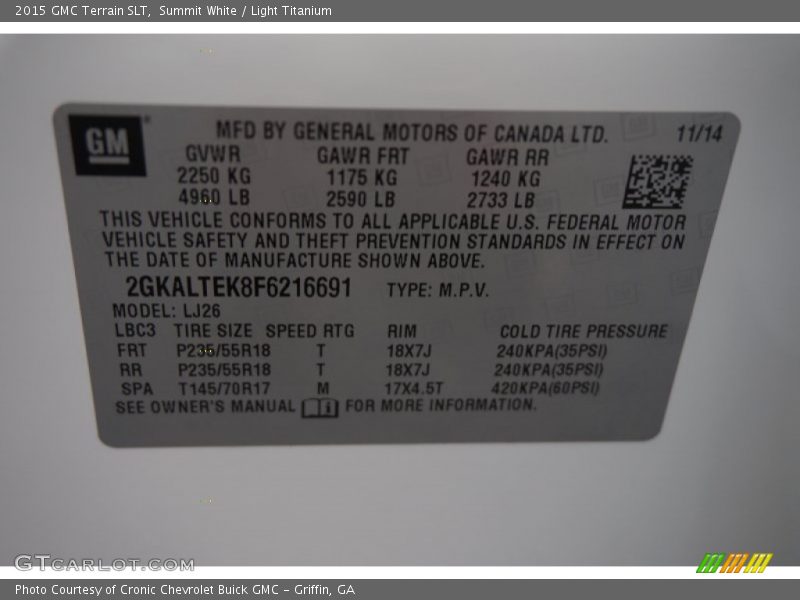 2015 GMC Terrain SLT,  Summit White / Light Titanium
GM
MFD BY GENERAL MOTORS OF CANADA LTD. 11/14
GVWR GAWR FRT GAWR RR
2250 KG 1175 KG 1240 KG
4960 LB 2590 LB 2733 LB
THIS VEHICLE CONFORMS TO ALL APPLICABLE U.S. FEDERAL MOTOR
VEHICLE SAFETY AND THEFT PREVENTION STANDARDS IN EFFECT ON
THE DATE OF MANUFACTURE SHOWN ABOVE.
2GKALTEK8F6216691 TYPE: M.P.V.
MODEL: LJ26
LBC3 TIRE SIZE SPEED RTG RIM COLD TIRE PRESSURE
FRT P235/55R18 T 18X7J 240KPA(35PSI)
RR P235/55R18 T 18X7J 240KPA(35PSI)
SPA T145/70R17 M 17X4.5T 420KPA(60PSI)
SEE OWNER'S MANUAL i FOR MORE INFORMATION.
GTCARLOT.COM
Photo Courtesy of Cronic Chevrolet Buick GMC - Griffin, GA